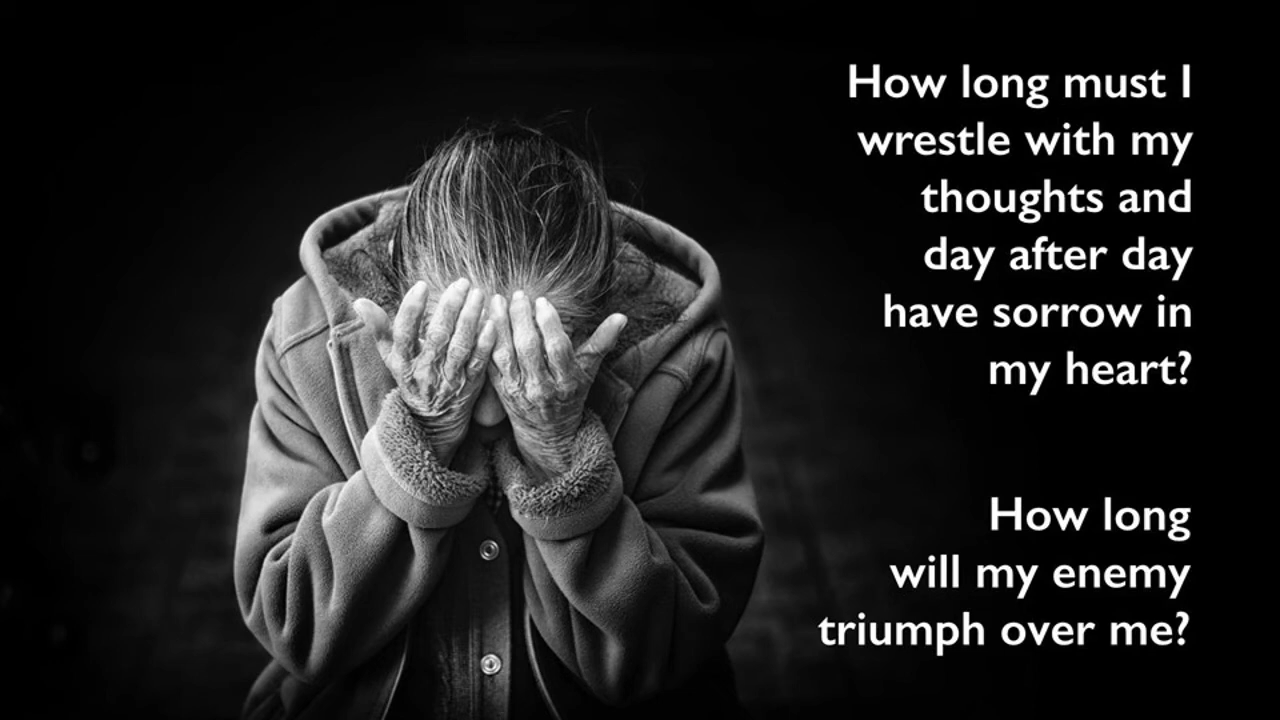 How long must I
wrestle with my
thoughts and
day after day
have sorrow in
my heart?
How long
will my enemy
triumph over me?